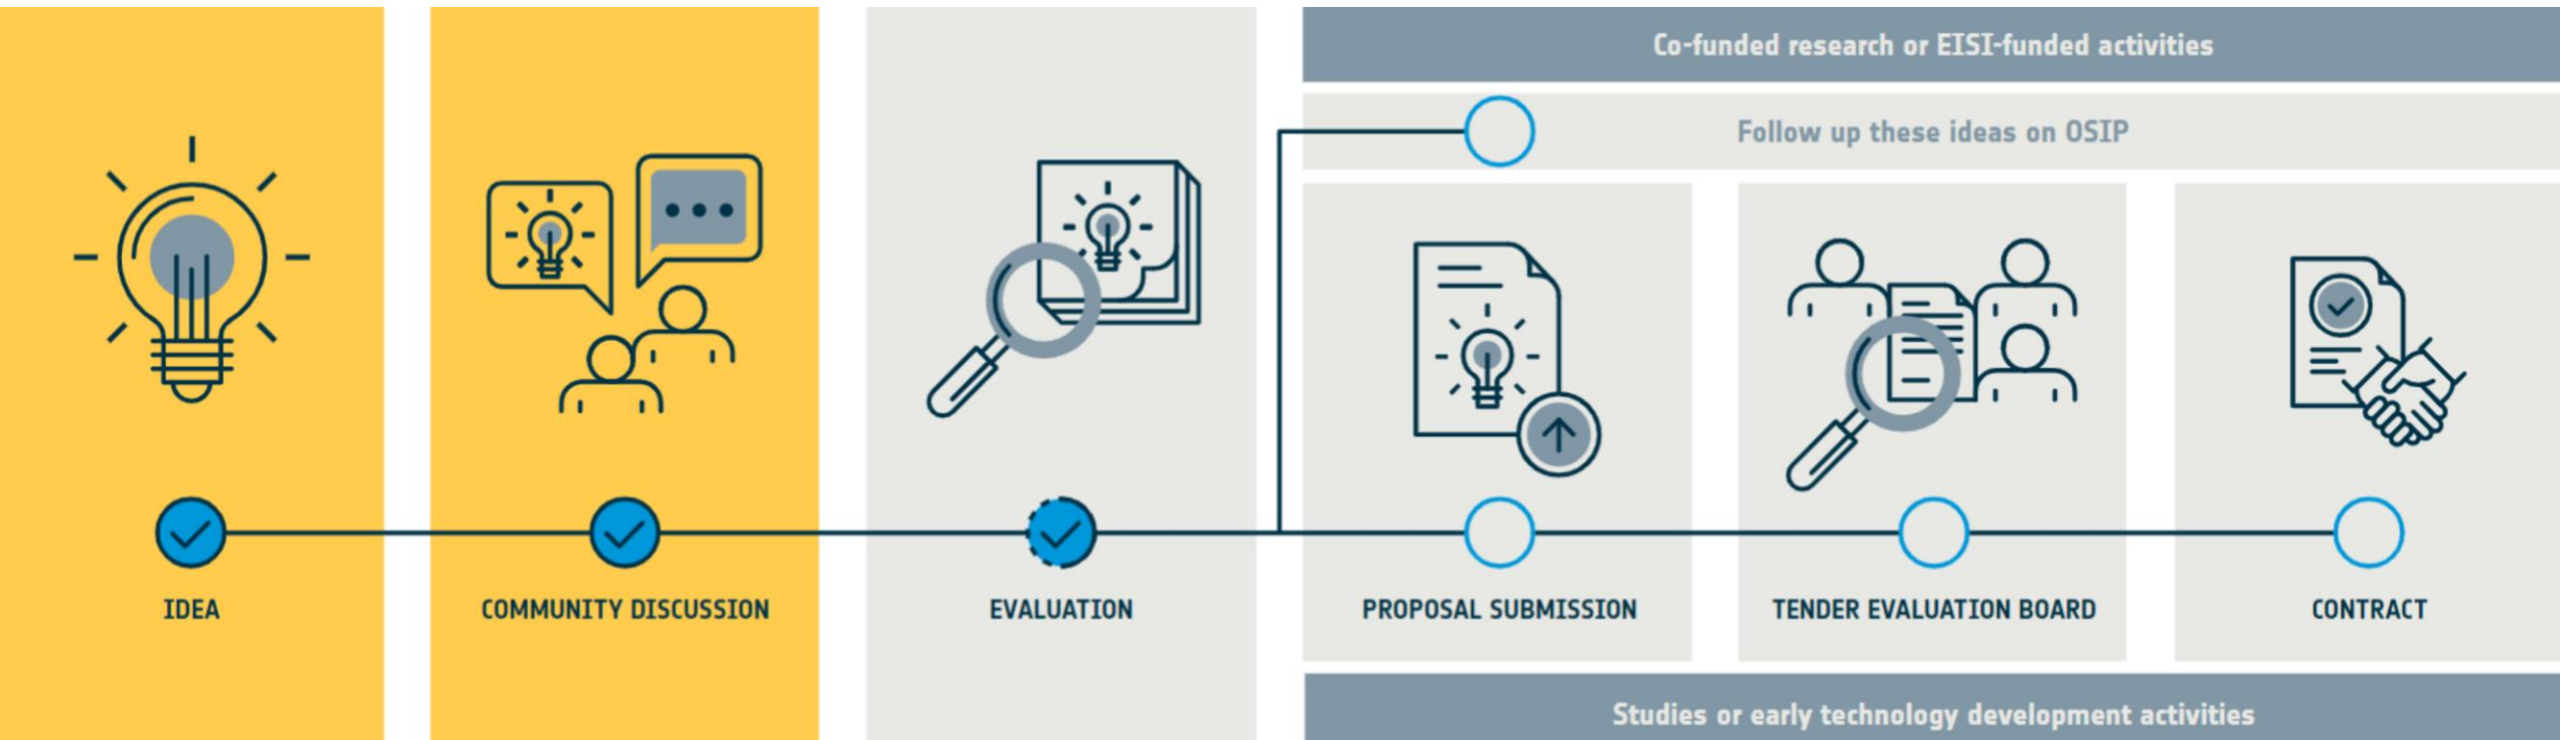 Co-funded research or EISI-funded activities
Follow up these ideas on OSIP
IDEA
COMMUNITY DISCUSSION
EVALUATION
PROPOSAL SUBMISSION
TENDER EVALUATION BOARD
CONTRACT
Studies or early technology development activities